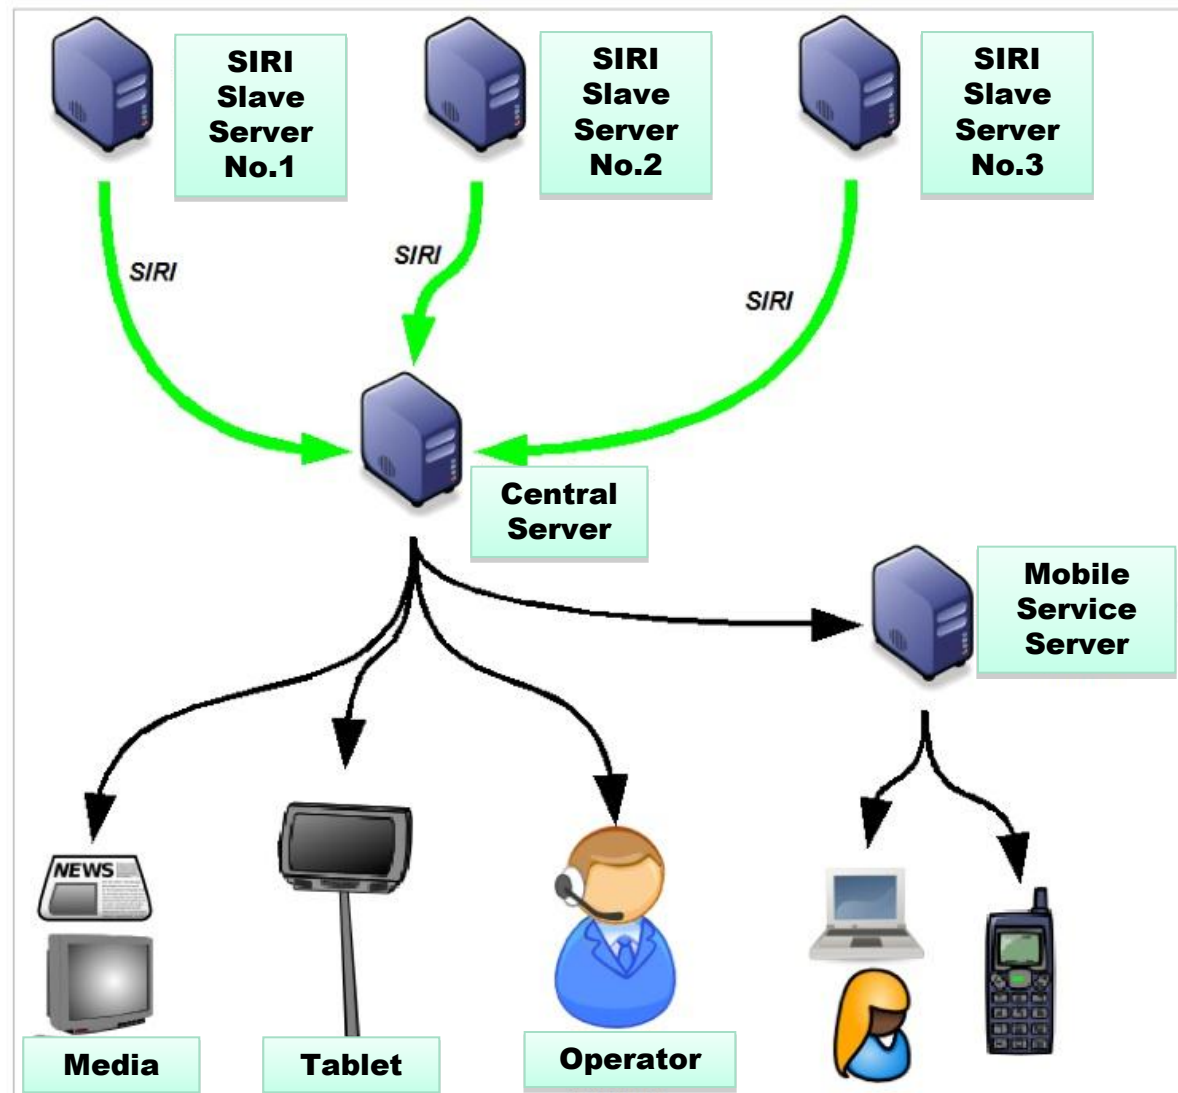 SIRI
Slave
Server
No.1
SIRI
Slave
Server
No.2
SIRI
Slave
Server
No.3
SIRI
SIRI
SIRI
Central
Server
Mobile
Service
Server
NEWS
Media
Tablet
Operator